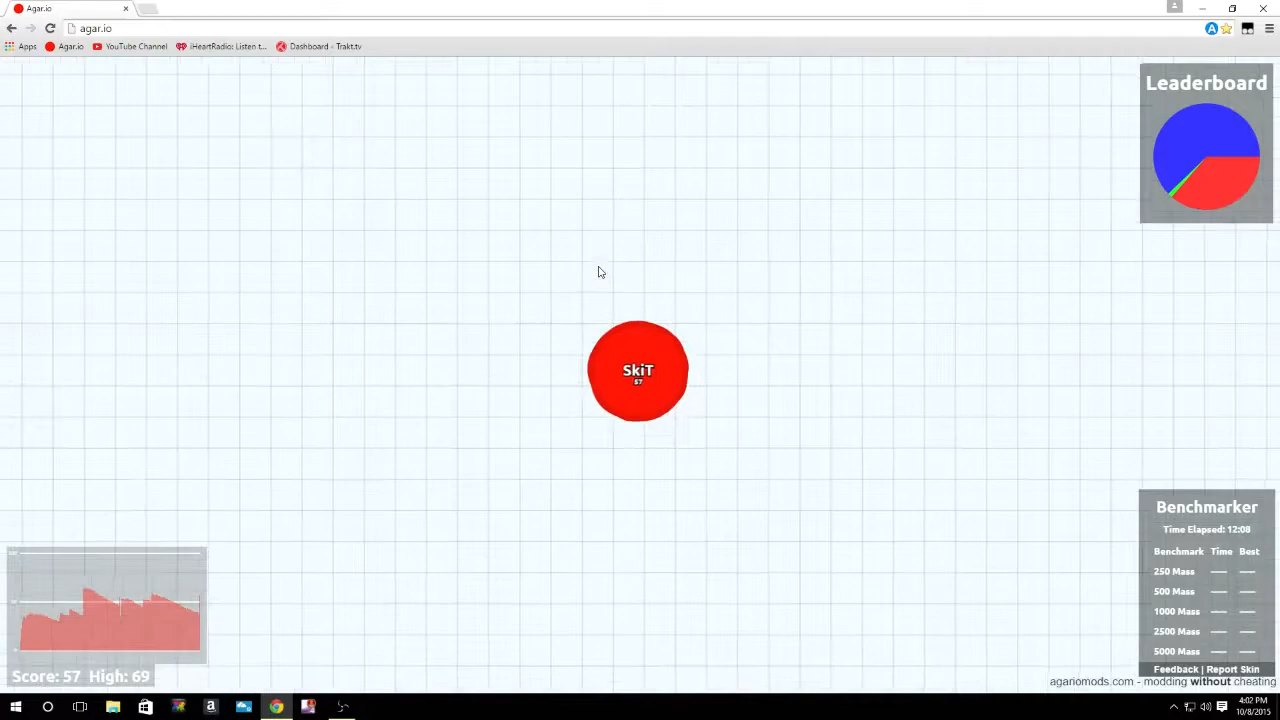 Agar.io
agar.io
Apps
Agar.io
YouTube Channel
iHeartRadio: Listen t...
Dashboard - Trakt.tv
Leaderboard
SkiT
57
Benchmarker
Time Elapsed: 12:08
Benchmark Time Best
250 Mass
500 Mass
1000 Mass
2500 Mass
5000 Mass
Feedback | Report Skin
Score: 57 High: 69
agariomods.com - modding without cheating
4:02 PM
10/8/2015